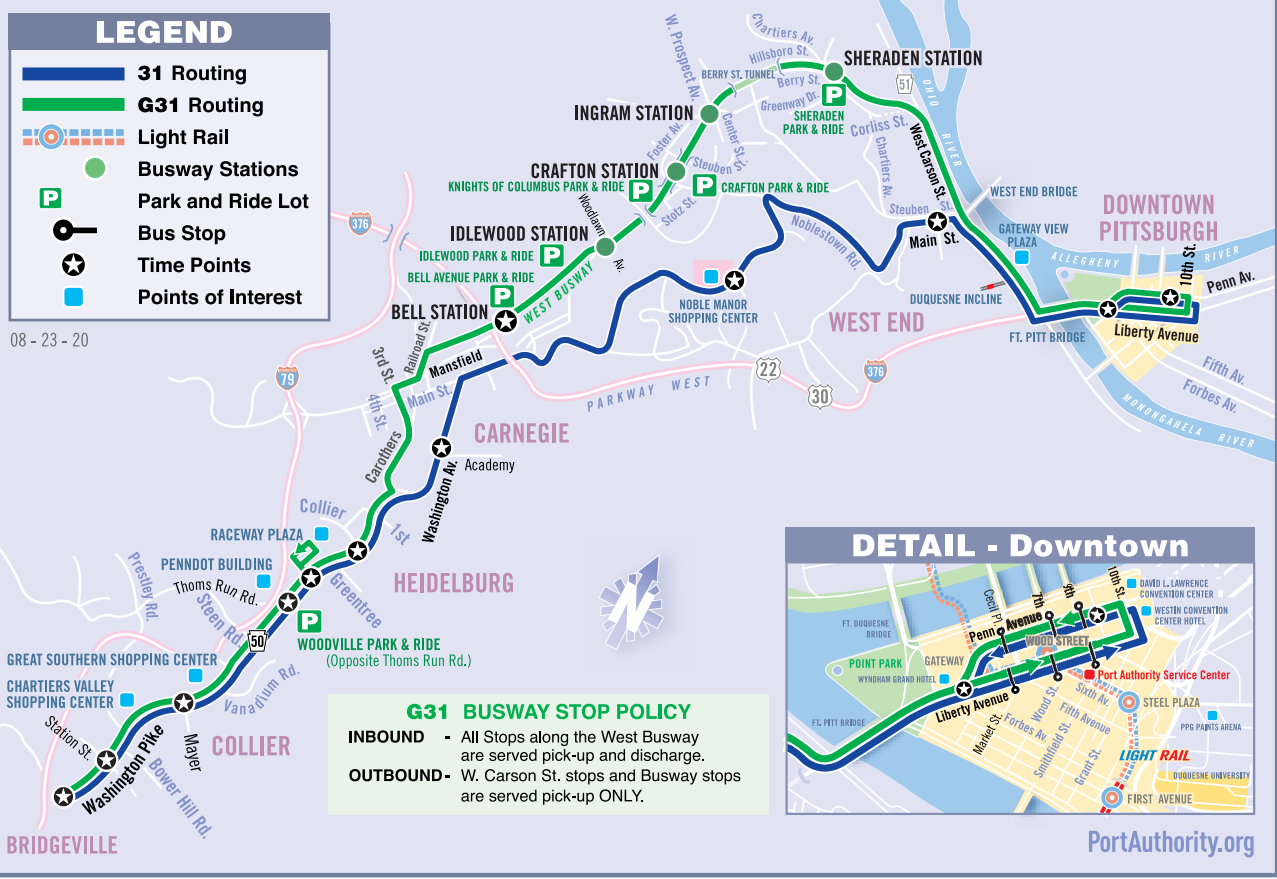 LEGEND
31 Routing
G31 Routing
Light Rail
Busway Stations
P
Park and Ride Lot
Bus Stop
Time Points
Points of Interest
08 - 23 - 20
Chartiers Av.
W. Prospect Av.
Hillsboro St.
SHERADEN STATION
BERRY ST. TUNNEL
Berry St.
51
OHIO
RIVER
Greenway Dr.
P
SHERADEN
PARK & RIDE
INGRAM STATION
Center St.
Corliss St.
West Carson St.
Foster Av.
Chartiers Av.
Steuben St.
CRAFTON STATION
KNIGHTS OF COLUMBUS PARK & RIDE
P
P
CRAFTON PARK & RIDE
Stotz St.
Woodlawn
Av.
WEST END BRIDGE
Steuben St.
DOWNTOWN
PITTSBURGH
376
IDLEWOOD STATION
IDLEWOOD PARK & RIDE
P
Noblestown Rd.
Main St.
GATEWAY VIEW
PLAZA
ALLEGHENY
RIVER
10th St.
Penn Av.
BELL AVENUE PARK & RIDE
P
WEST BUSWAY
BELL STATION
NOBLE MANOR
SHOPPING CENTER
DUQUESNE INCLINE
WEST END
FT. PITT BRIDGE
Liberty Avenue
Railroad St.
3rd St.
Mansfield
79
22
376
Fifth Av.
Forbes Av.
4th St.
Main St.
PARKWAY WEST
30
MONONGAHELA RIVER
CARNEGIE
Carothers
Academy
Washington Av.
Collier
1st
RACEWAY PLAZA
PENNDOT BUILDING
Prestley Rd.
Thoms Run Rd.
Steen Rd.
Greentree
HEIDELBURG
N
P
50
WOODVILLE PARK & RIDE
(Opposite Thoms Run Rd.)
GREAT SOUTHERN SHOPPING CENTER
CHARTIERS VALLEY
SHOPPING CENTER
Vanadium Rd.
Station St.
Washington Pike
Mayer
COLLIER
Bower Hill Rd.
BRIDGEVILLE
G31 BUSWAY STOP POLICY
INBOUND - All Stops along the West Busway
are served pick-up and discharge.
OUTBOUND - W. Carson St. stops and Busway stops
are served pick-up ONLY.
DETAIL - Downtown
10th St.
DAVID L. LAWRENCE
CONVENTION CENTER
Cecil Pl.
7th
9th
WESTIN CONVENTION
CENTER HOTEL
FT. DUQUESNE
BRIDGE
Penn Avenue
WOOD STREET
POINT PARK
GATEWAY
WYNDHAM GRAND HOTEL
Port Authority Service Center
Liberty Avenue
Sixth Av.
Wood St.
STEEL PLAZA
Fifth Avenue
Forbes Av.
FT. PITT BRIDGE
Market St.
Smithfield St.
Grant St.
PPG PAINTS ARENA
LIGHT RAIL
DUQUESNE UNIVERSITY
FIRST AVENUE
PortAuthority.org